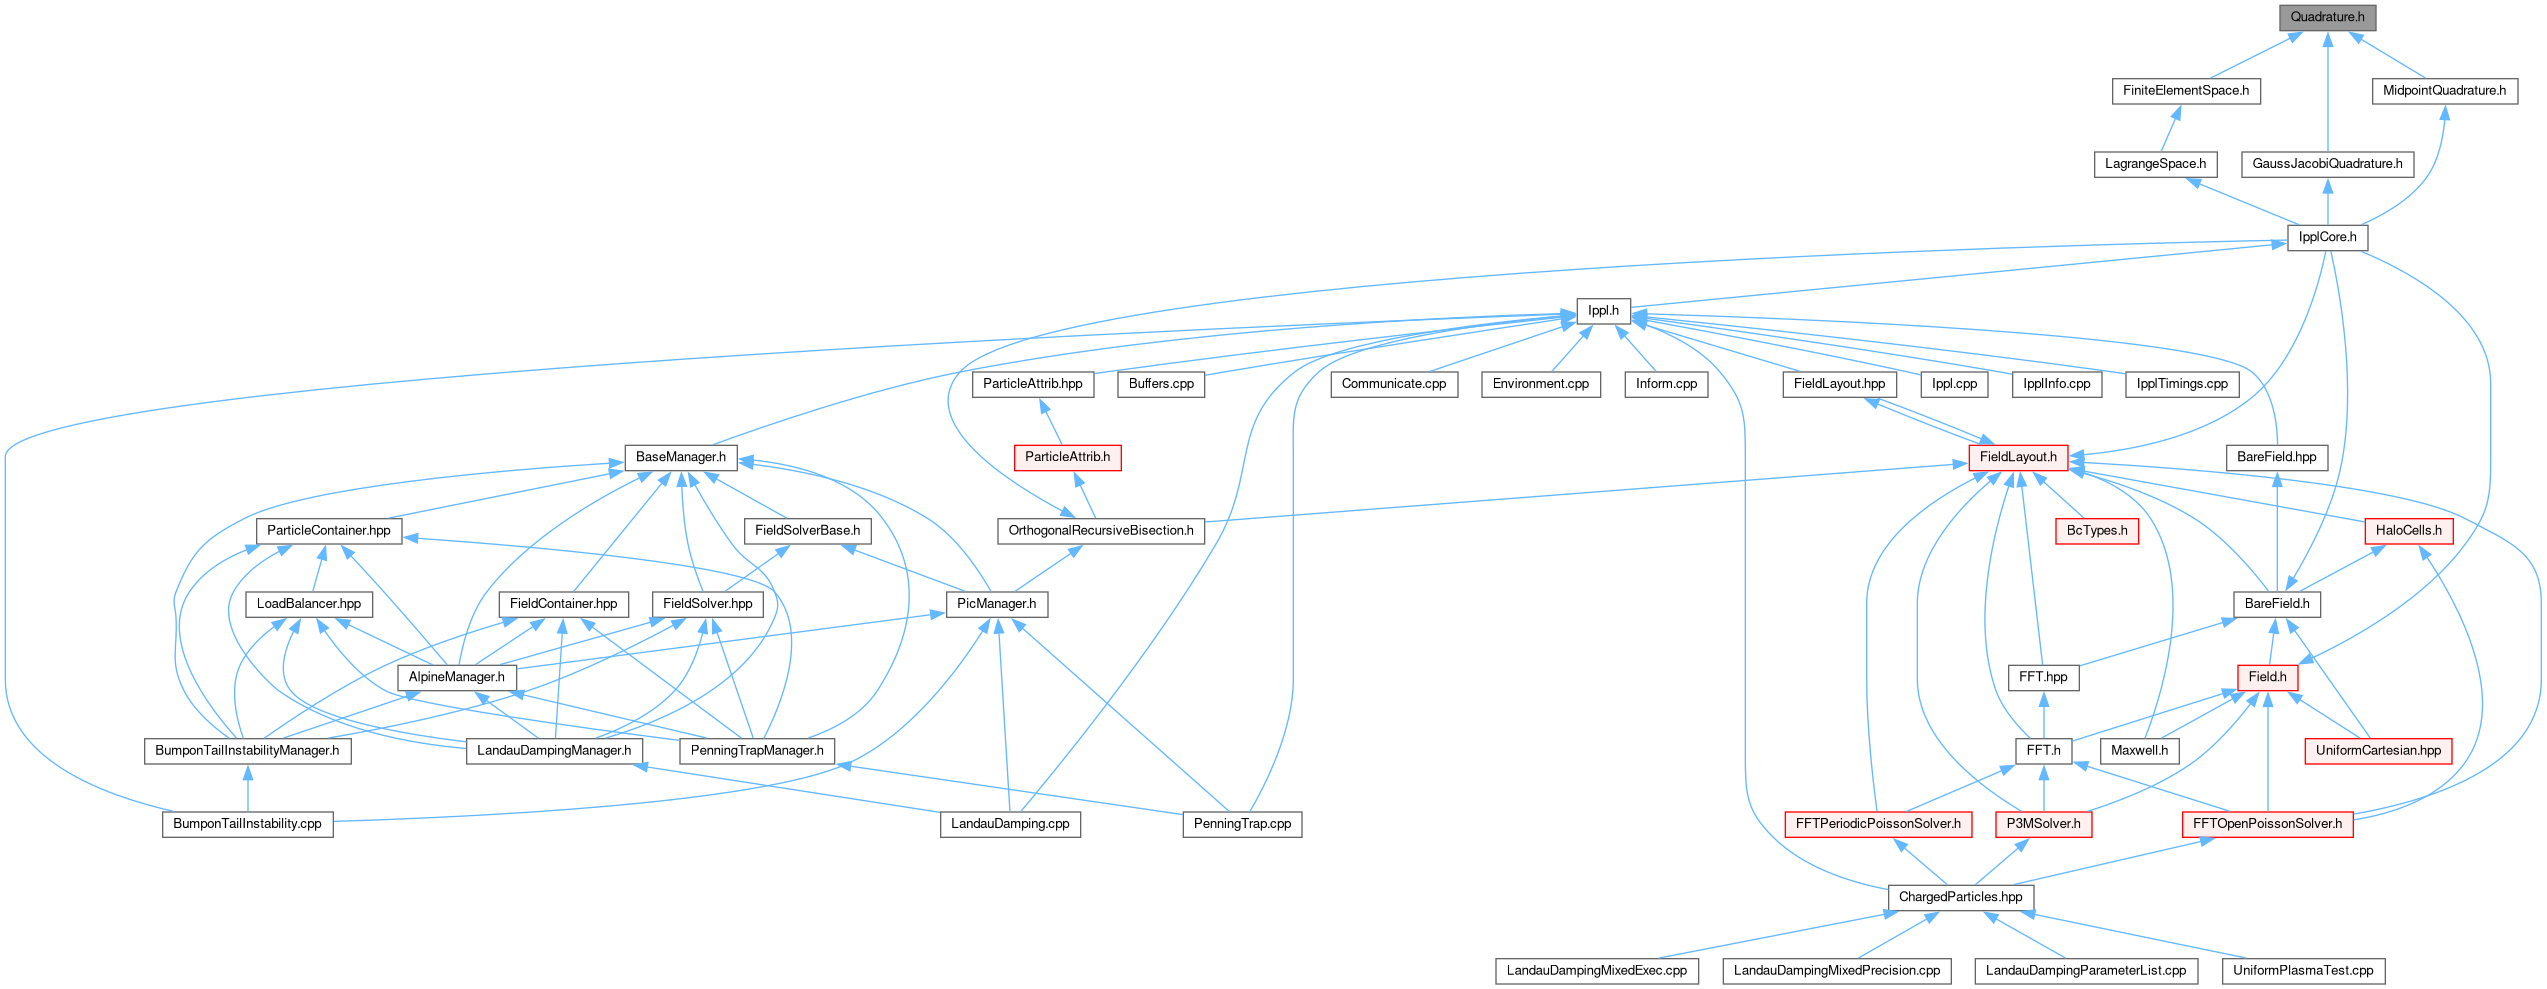 Quadrature.h
FiniteElementSpace.h
MidpointQuadrature.h
LagrangeSpace.h
GaussJacobiQuadrature.h
IpplCore.h
Ippl.h
ParticleAttrib.hpp
Buffers.cpp
Communicate.cpp
Environment.cpp
Inform.cpp
FieldLayout.hpp
Ippl.cpp
IpplInfo.cpp
IpplTimings.cpp
BaseManager.h
ParticleAttrib.h
FieldLayout.h
BareField.hpp
ParticleContainer.hpp
FieldSolverBase.h
OrthogonalRecursiveBisection.h
BcTypes.h
HaloCells.h
LoadBalancer.hpp
FieldContainer.hpp
FieldSolver.hpp
PicManager.h
BareField.h
AlpineManager.h
FFT.hpp
Field.h
BumponTailInstabilityManager.h
LandauDampingManager.h
PenningTrapManager.h
FFT.h
Maxwell.h
UniformCartesian.hpp
BumponTailInstability.cpp
LandauDamping.cpp
PenningTrap.cpp
FFTPeriodicPoissonSolver.h
P3MSolver.h
FFTOpenPoissonSolver.h
ChargedParticles.hpp
LandauDampingMixedExec.cpp
LandauDampingMixedPrecision.cpp
LandauDampingParameterList.cpp
UniformPlasmaTest.cpp